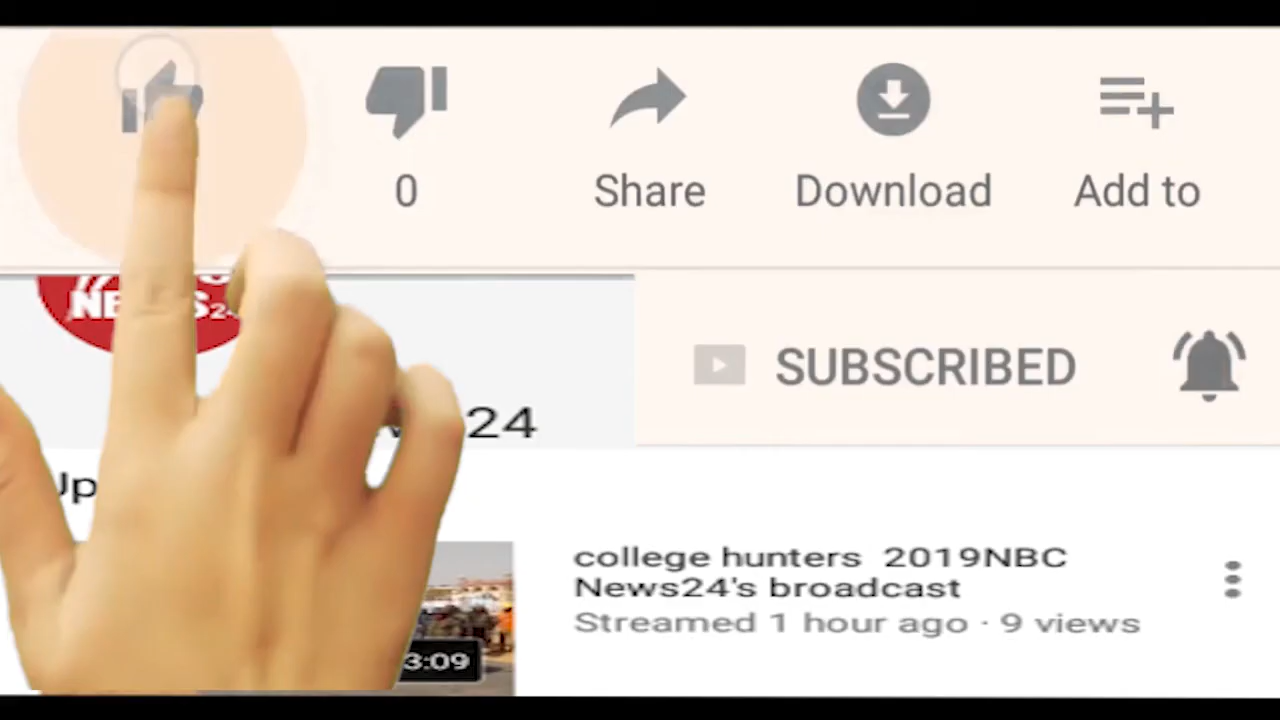 0
Share
Download
Add to
SUBSCRIBED
24
Up
college hunters 2019NBC
News24's broadcast
Streamed 1 hour ago · 9 views
3:09